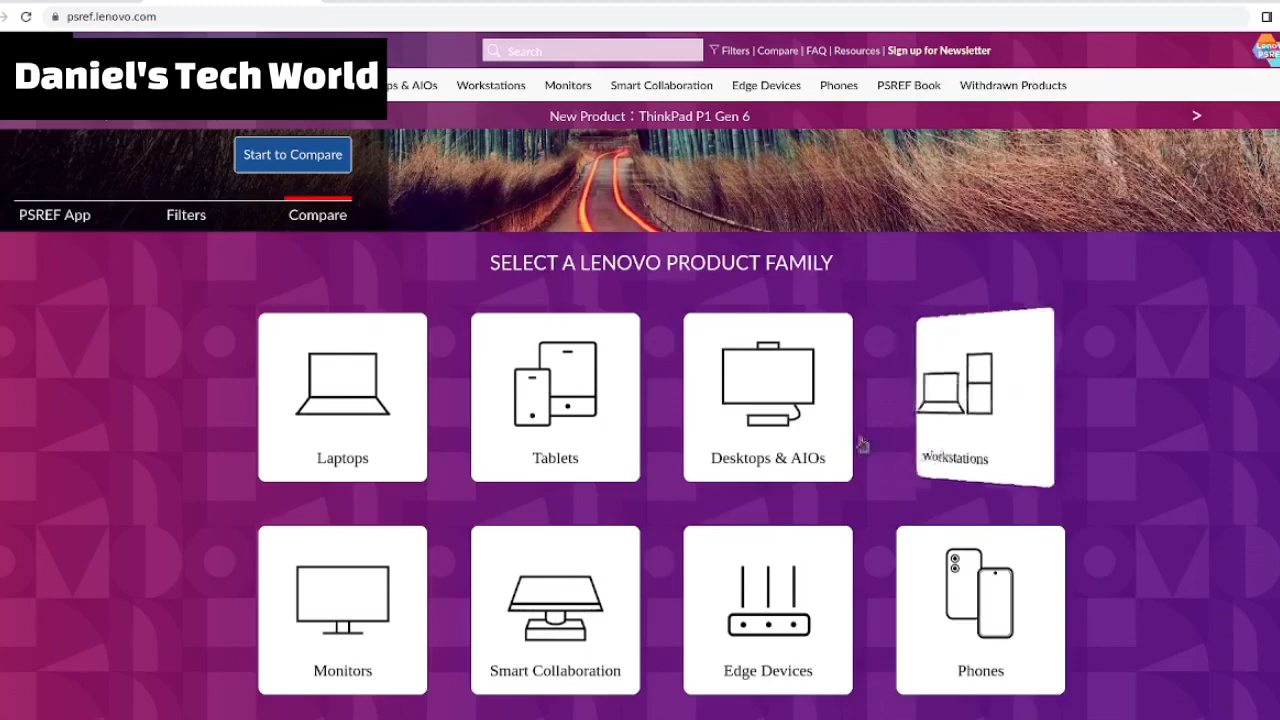 psref.lenovo.com
Daniel's Tech World
Search
Filters | Compare | FAQ | Resources | Sign up for Newsletter
Lenovo
PSREF
ps & AIOs Workstations Monitors Smart Collaboration Edge Devices Phones PSREF Book Withdrawn Products
New Product：ThinkPad P1 Gen 6 >
Start to Compare
PSREF App Filters Compare
SELECT A LENOVO PRODUCT FAMILY
Laptops Tablets Desktops & AIOs Workstations
Monitors Smart Collaboration Edge Devices Phones